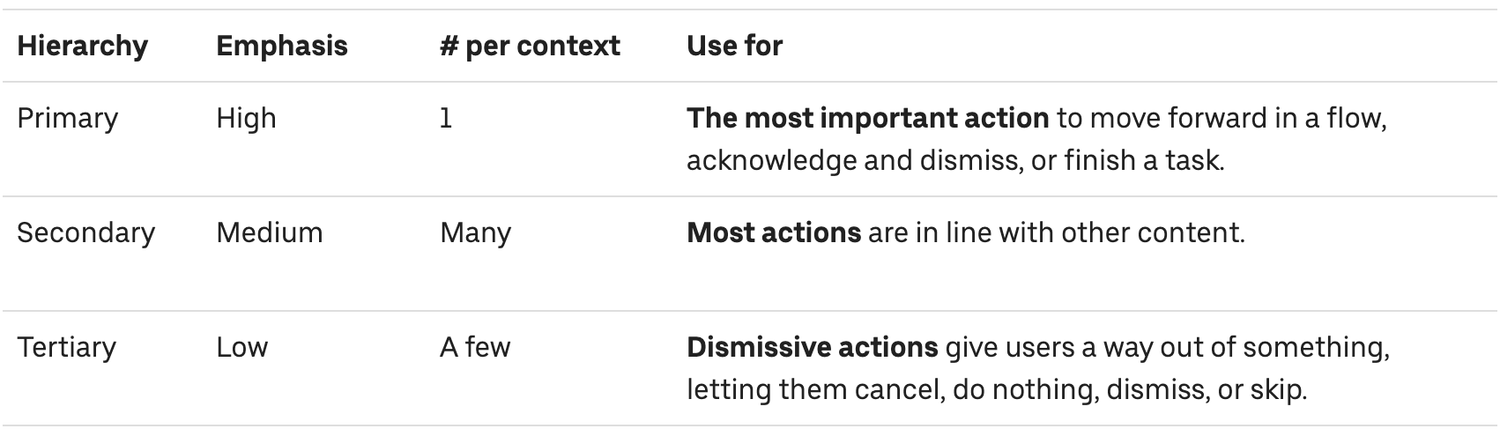 Hierarchy Emphasis # per context Use for
Primary High 1 The most important action to move forward in a flow,
acknowledge and dismiss, or finish a task.
Secondary Medium Many Most actions are in line with other content.
Tertiary Low A few Dismissive actions give users a way out of something,
letting them cancel, do nothing, dismiss, or skip.